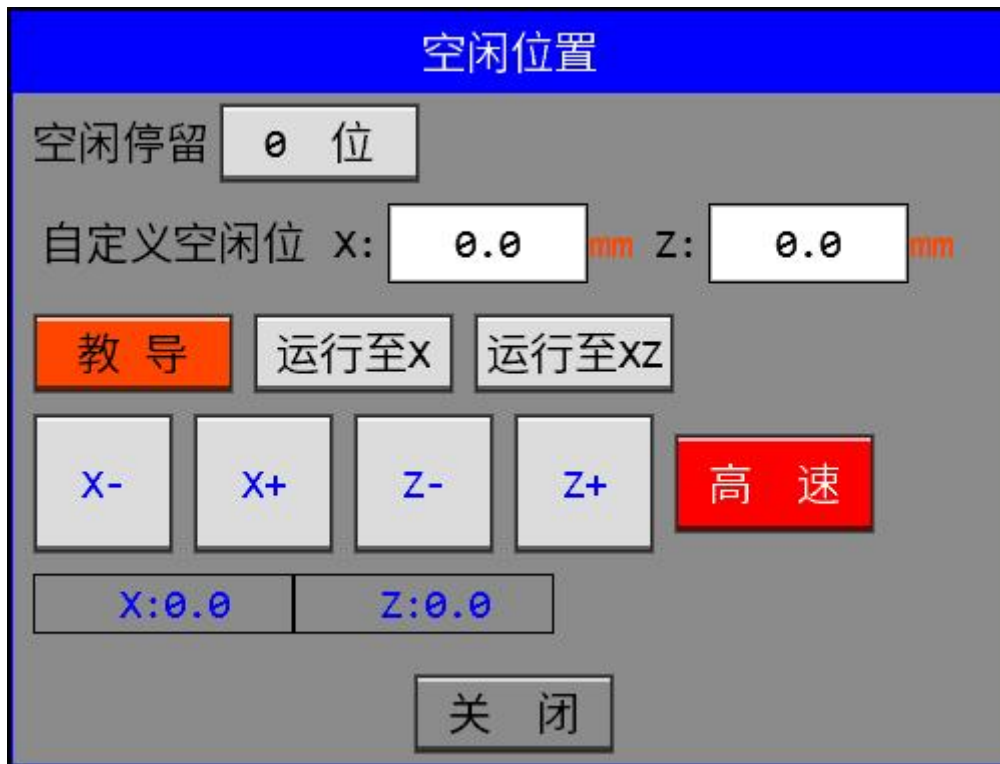 空闲位置
空闲停留 0 位
自定义空闲位 X: 0.0 mm Z: 0.0 mm
教 导 运行至X 运行至XZ
X- X+ Z- Z+ 高 速
X:0.0 Z:0.0
关 闭